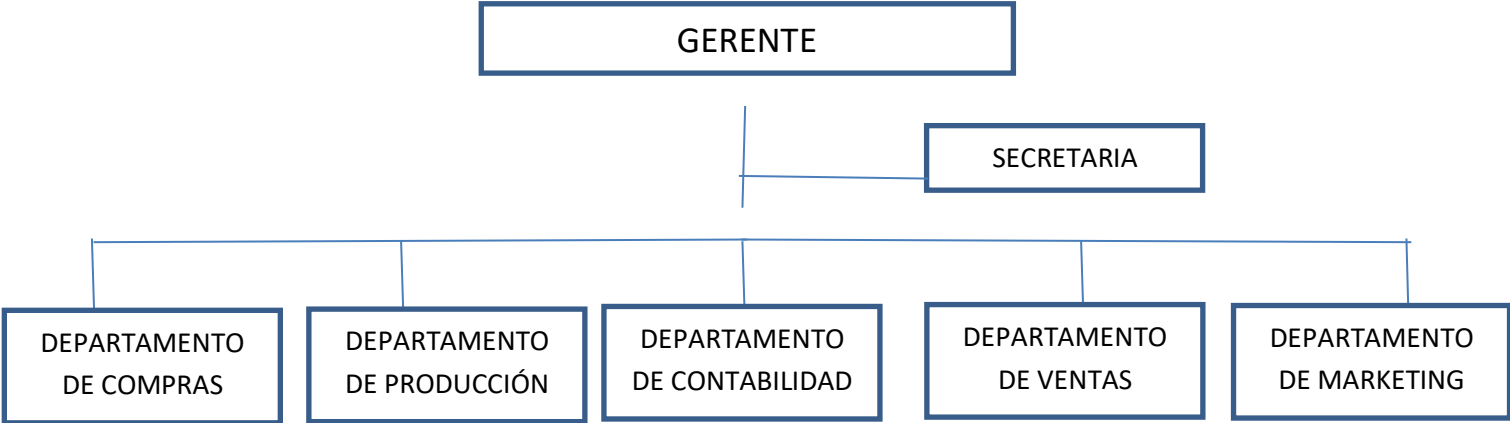 GERENTE
SECRETARIA
DEPARTAMENTO
DE COMPRAS
DEPARTAMENTO
DE PRODUCCIÓN
DEPARTAMENTO
DE CONTABILIDAD
DEPARTAMENTO
DE VENTAS
DEPARTAMENTO
DE MARKETING